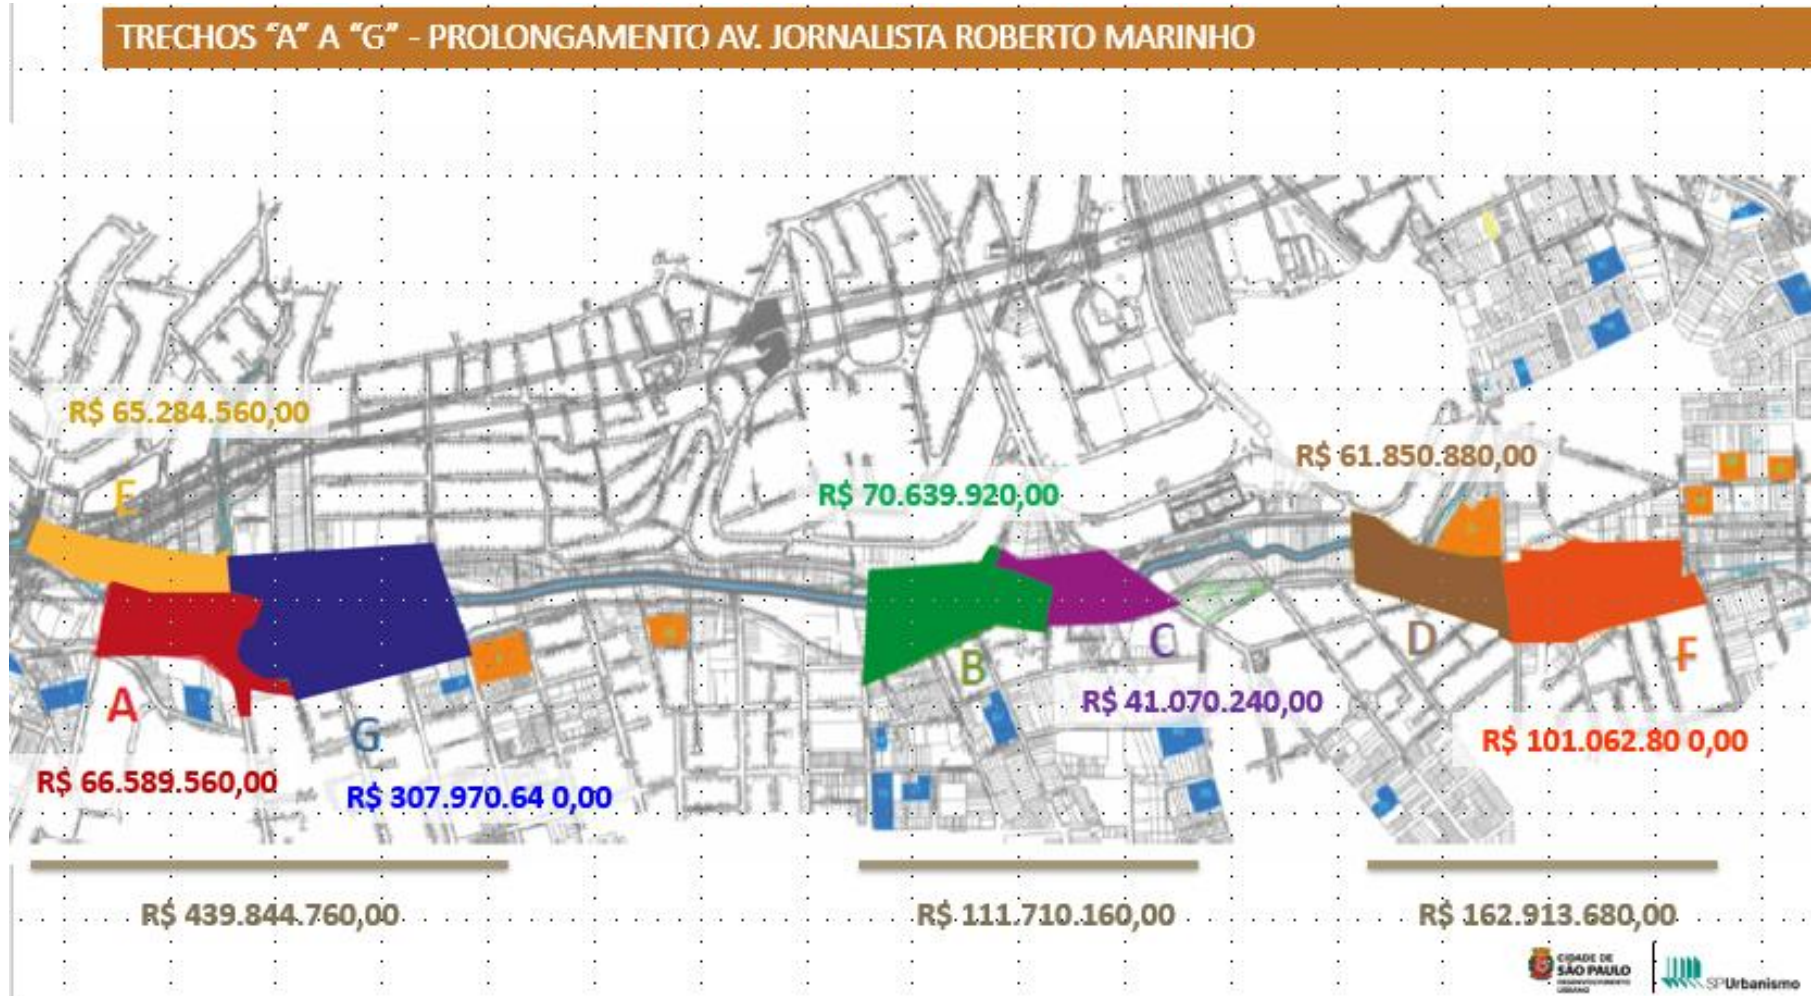 TRECHOS "A" A "G" - PROLONGAMENTO AV. JORNALISTA ROBERTO MARINHO
R$ 65.284.560,00
E
R$ 61.850.880,00
R$ 70.639.920,00
A
G
B
C
D
F
R$ 41.070.240,00
R$ 66.589.560,00
R$ 307.970.64 0,00
R$ 101.062.80 0,00
R$ 439.844.760,00
R$ 111.710.160,00
R$ 162.913.680,00
CIDADE DE
SÃO PAULO
DESENVOLVIMENTO
URBANO
SPUrbanismo